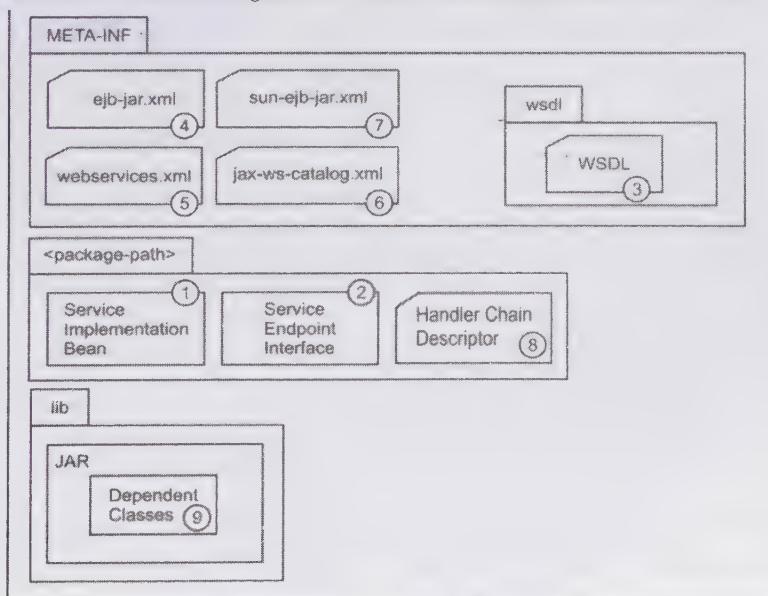 META-INF
ejb-jar.xml
4
sun-ejb-jar.xml
7
webservices.xml
5
jax-ws-catalog.xml
6
wsdl
WSDL
3
<package-path>
1
Service
Implementation
Bean
2
Service
Endpoint
Interface
Handler Chain
Descriptor
8
lib
JAR
Dependent
Classes
9